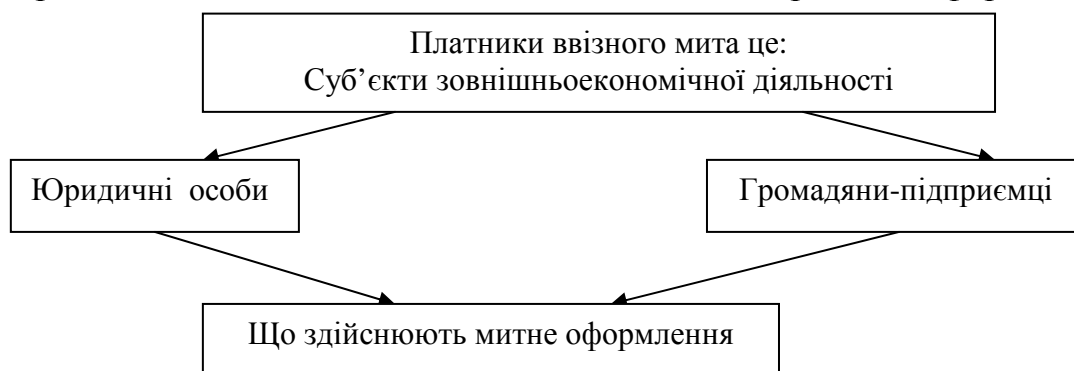 Платники ввізного мита це:
Суб’єкти зовнішньоекономічної діяльності
Юридичні особи
Громадяни-підприємці
Що здійснюють митне оформлення